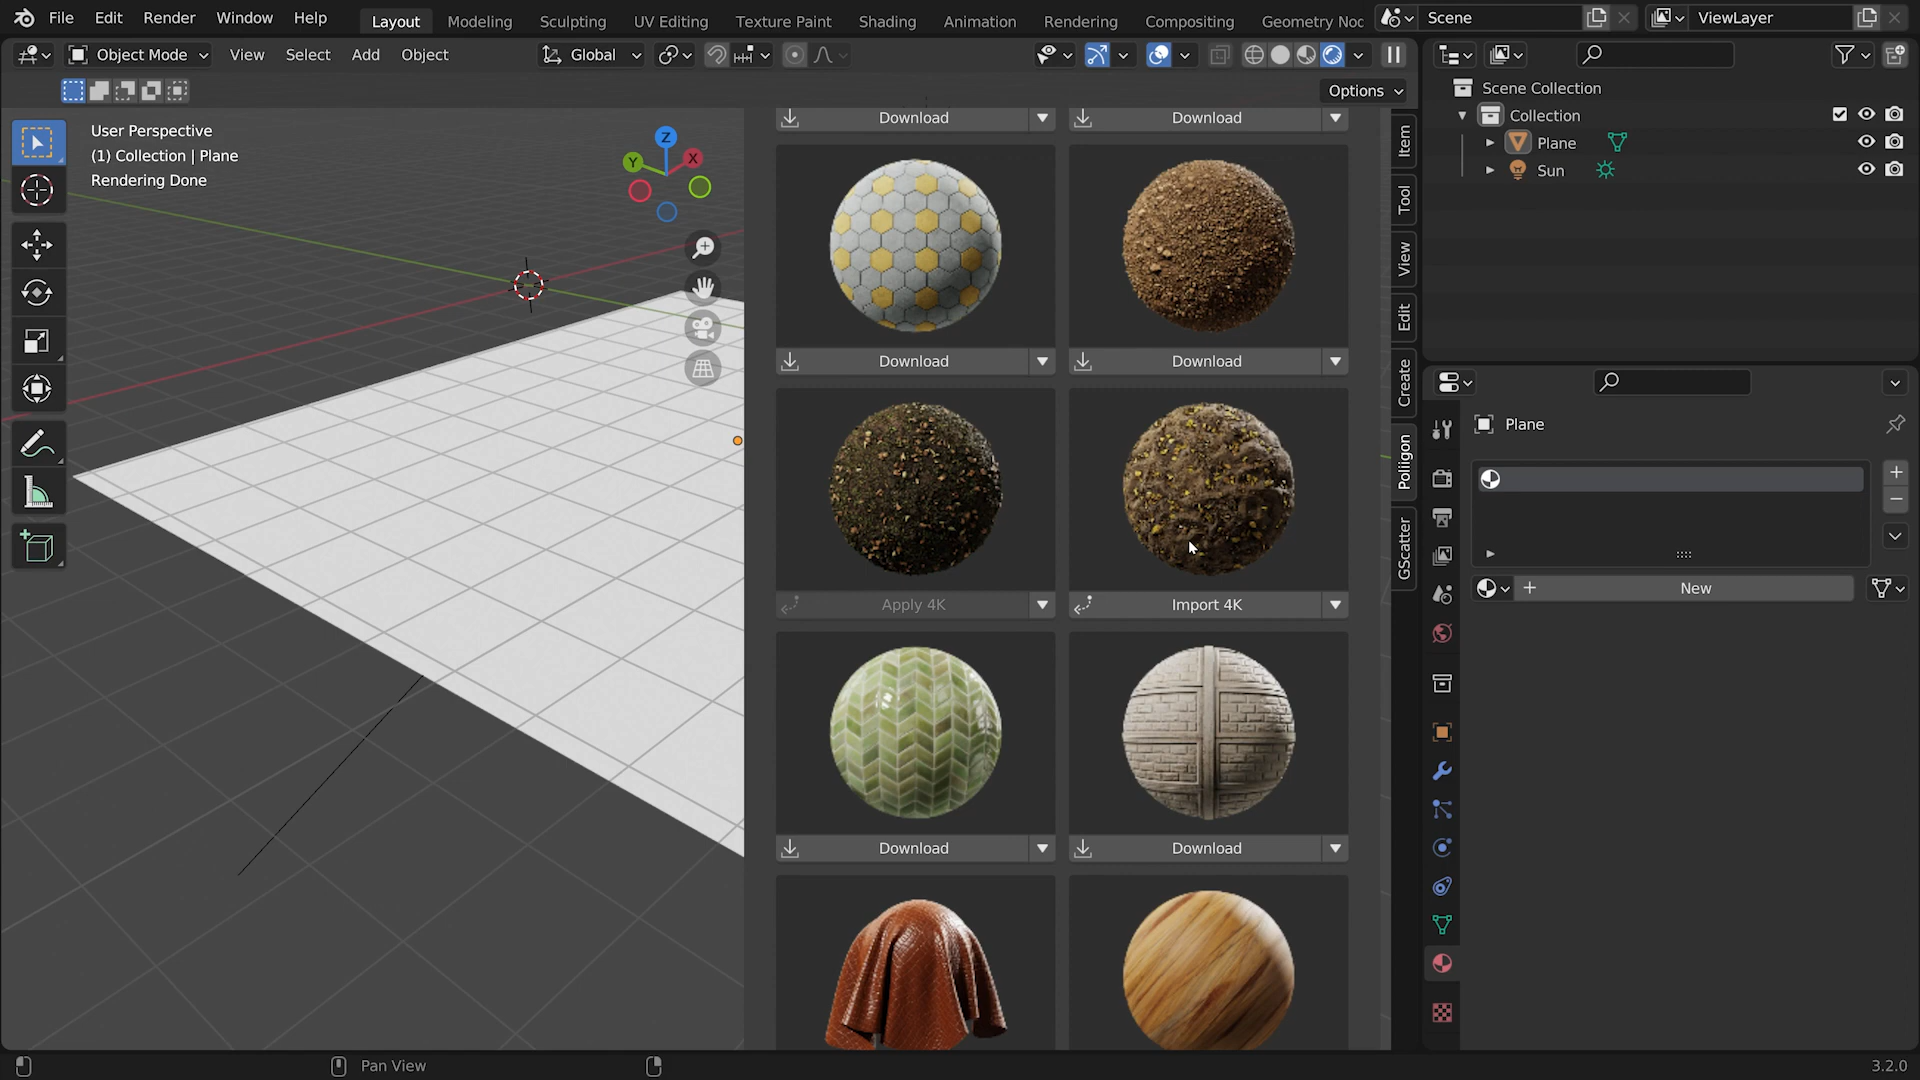 File Edit Render Window Help
Layout Modeling Sculpting UV Editing Texture Paint Shading Animation Rendering Compositing Geometry Noc
Scene
ViewLayer
Object Mode View Select Add Object
Global
Options
User Perspective
(1) Collection | Plane
Rendering Done
Z
Y
X
Download
Download
Download
Download
Apply 4K
Import 4K
Download
Download
Item
Tool
View
Edit
Create
Poliigon
GScatter
Scene Collection
Collection
Plane
Sun
Plane
New
Pan View
3.2.0